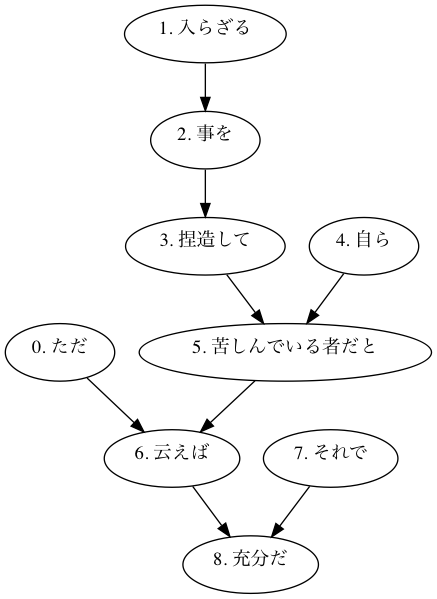 1. 入らざる
2. 事を
3. 捏造して
4. 自ら
0. ただ
5. 苦しんでいる者だと
6. 云えば
7. それで
8. 充分だ